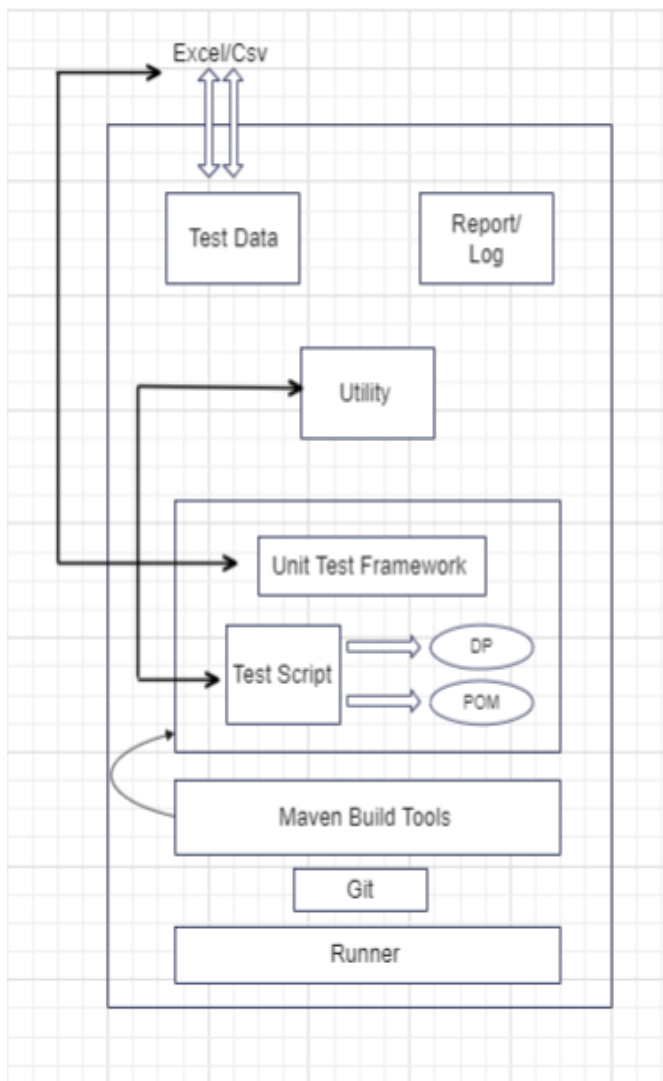 Excel/Csv
Test Data
Report/
Log
Utility
Unit Test Framework
Test Script
DP
POM
Maven Build Tools
Git
Runner